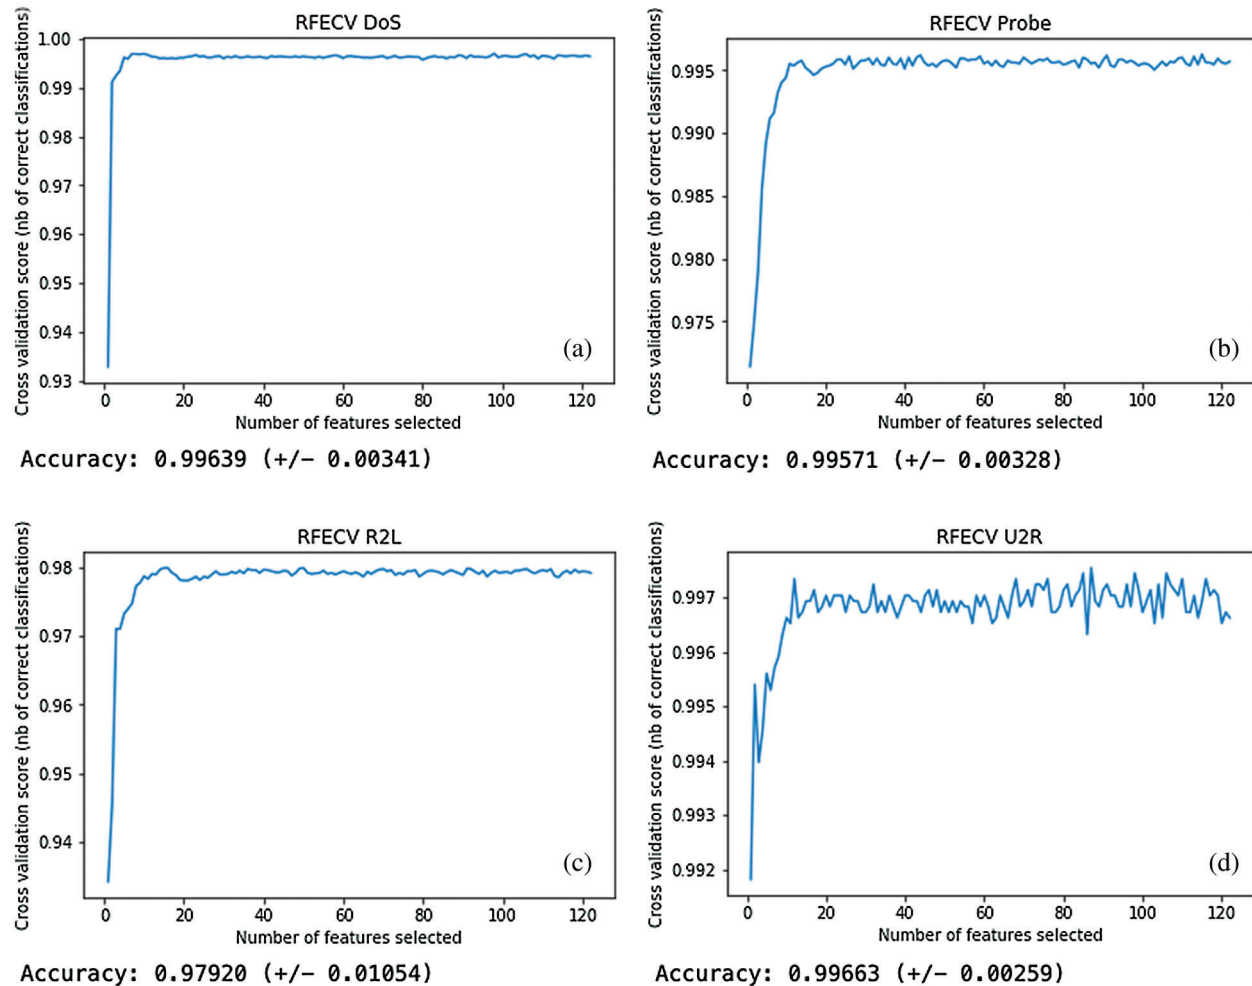 RFECV DoS
Cross validation score (nb of correct classifications)
1.00
0.99
0.98
0.97
0.96
0.95
0.94
0.93
(a)
0 20 40 60 80 100 120
Number of features selected
Accuracy: 0.99639 (+/- 0.00341)
RFECV Probe
Cross validation score (nb of correct classifications)
0.995
0.990
0.985
0.980
0.975
(b)
0 20 40 60 80 100 120
Number of features selected
Accuracy: 0.99571 (+/- 0.00328)
RFECV R2L
Cross validation score (nb of correct classifications)
0.98
0.97
0.96
0.95
0.94
(c)
0 20 40 60 80 100 120
Number of features selected
Accuracy: 0.97920 (+/- 0.01054)
RFECV U2R
Cross validation score (nb of correct classifications)
0.997
0.996
0.995
0.994
0.993
0.992
(d)
0 20 40 60 80 100 120
Number of features selected
Accuracy: 0.99663 (+/- 0.00259)